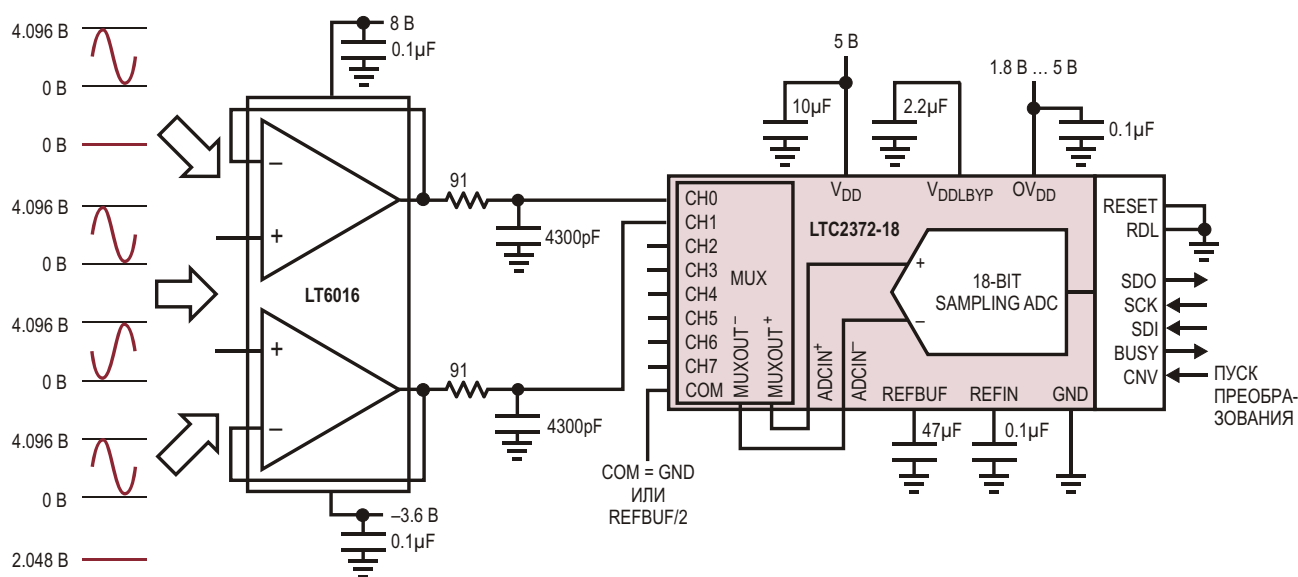 4.096 В
0 В
0 В
4.096 В
0 В
4.096 В
0 В
4.096 В
0 В
2.048 В
8 В
0.1µF
–
+
LT6016
+
–
–3.6 В
0.1µF
91
4300pF
91
4300pF
5 В
10µF
2.2µF
1.8 В ... 5 В
0.1µF
VDD
VDDLBYP
OVDD
LTC2372-18
CH0
CH1
CH2
CH3
CH4
CH5
CH6
CH7
COM
MUX
MUXOUT–
MUXOUT+
ADCIN+
ADCIN–
+
–
18-BIT
SAMPLING ADC
REFBUF
REFIN
GND
47µF
0.1µF
COM = GND
ИЛИ
REFBUF/2
RESET
RDL
SDO
SCK
SDI
BUSY
CNV
ПУСК
ПРЕОБРА-
ЗОВАНИЯ